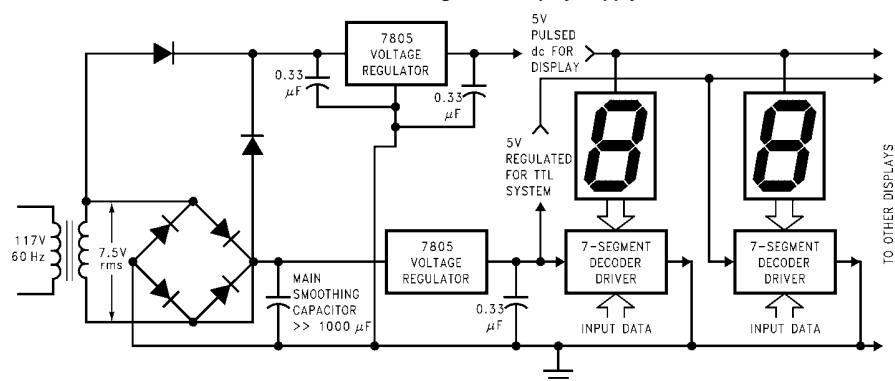 7805
VOLTAGE
REGULATOR
0.33
μF
0.33
μF
5V
PULSED
dc FOR
DISPLAY
5V
REGULATED
FOR TTL
SYSTEM
117V
60 Hz
7.5V
rms
MAIN
SMOOTHING
CAPACITOR
>> 1000 μF
7805
VOLTAGE
REGULATOR
0.33
μF
7-SEGMENT
DECODER
DRIVER
INPUT DATA
7-SEGMENT
DECODER
DRIVER
INPUT DATA
TO OTHER DISPLAYS